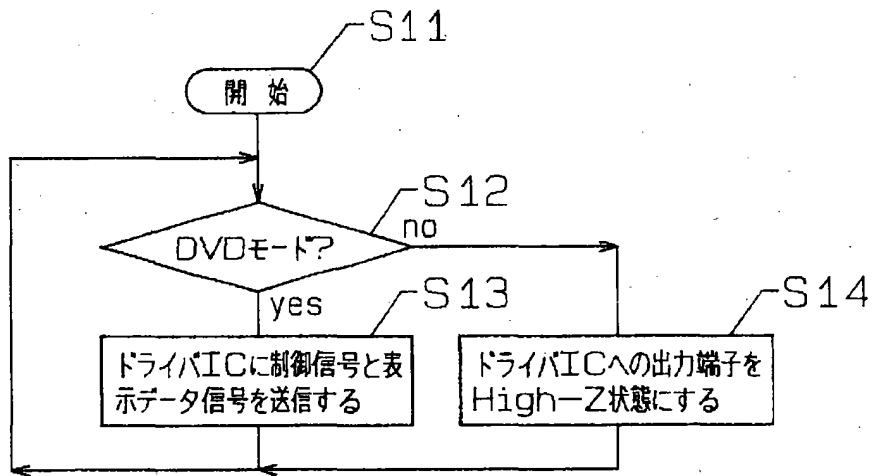 S11
開始
S12
DVDモード?
no
yes
S13
S14
ドライバICに制御信号と表
示データ信号を送信する
ドライバICへの出力端子を
High-Z状態にする